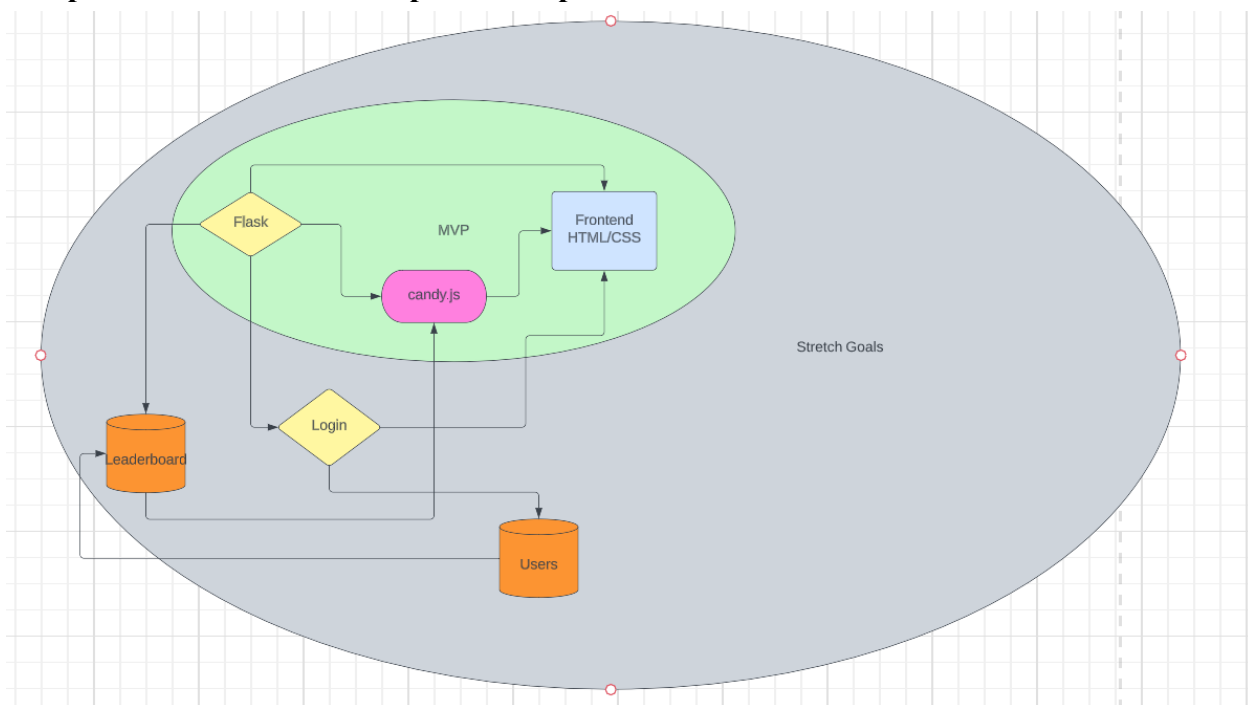 Flask
MVP
Frontend
HTML/CSS
candy.js
Stretch Goals
Login
Leaderboard
Users